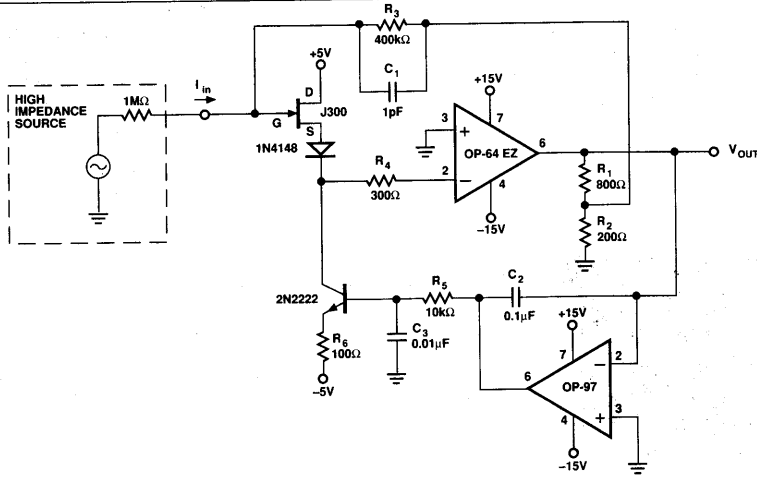 R3
400kΩ
C1
1pF
+5V
D
J300
G
S
1N4148
HIGH
IMPEDANCE
SOURCE
1MΩ
Iin
+15V
3
+
7
OP-64 EZ
6
2
−
4
−15V
R4
300Ω
VOUT
R1
800Ω
R2
200Ω
2N2222
R5
10kΩ
C2
0.1µF
C3
0.01µF
R6
100Ω
−5V
+15V
7
2
−
6
OP-97
+
3
4
−15V